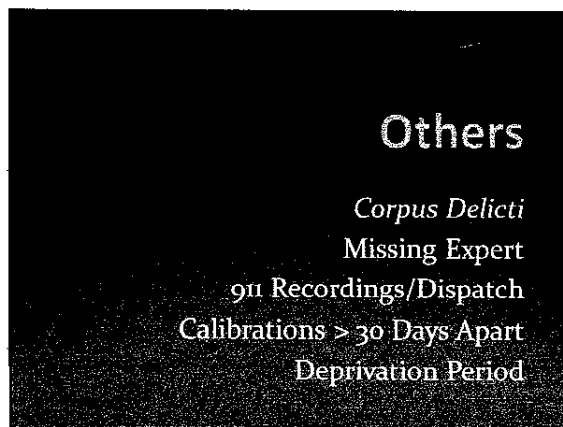 Others
Corpus Delicti
Missing Expert
911 Recordings/Dispatch
Calibrations > 30 Days Apart
Deprivation Period